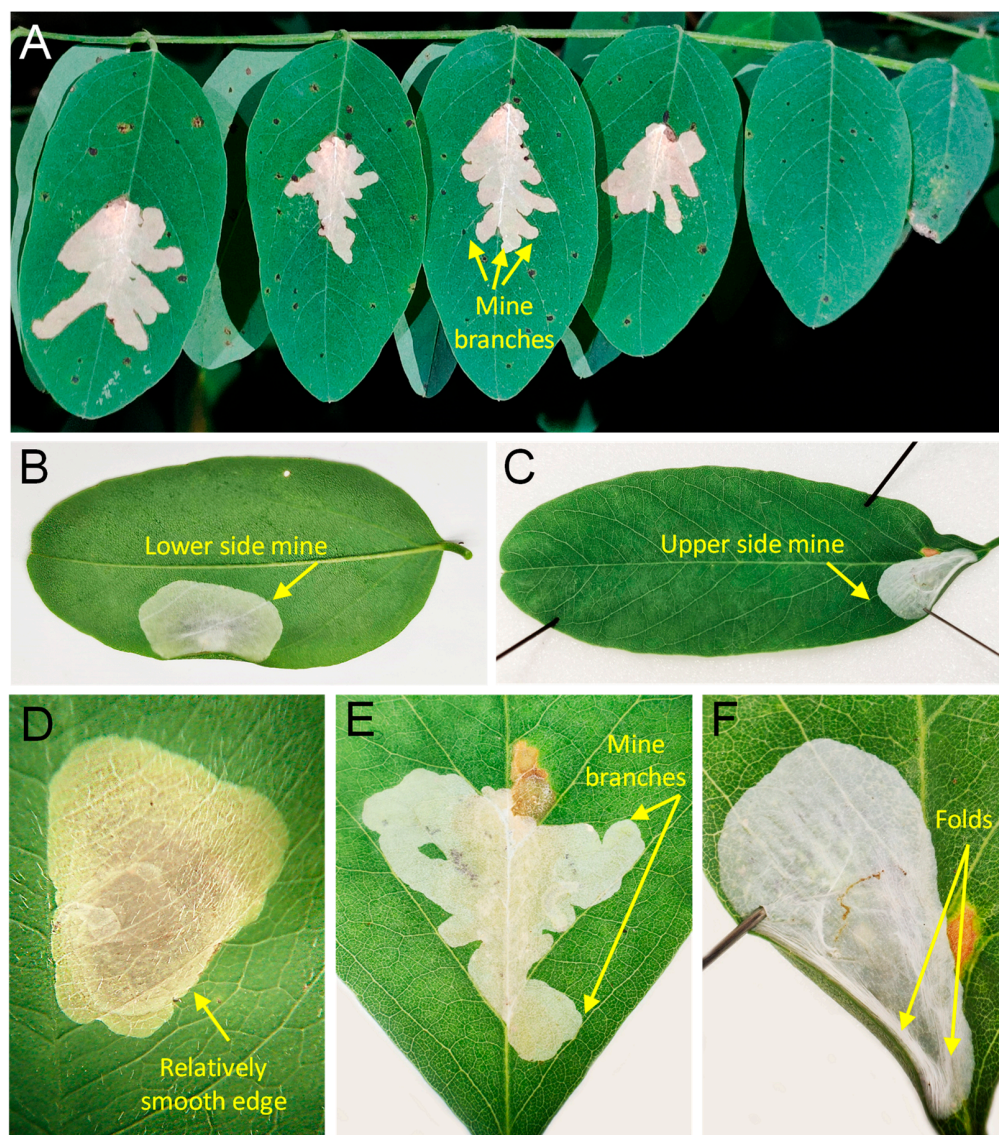 A
Mine
branches
B
Lower side mine
C
Upper side mine
D
Relatively
smooth edge
E
Mine
branches
F
Folds